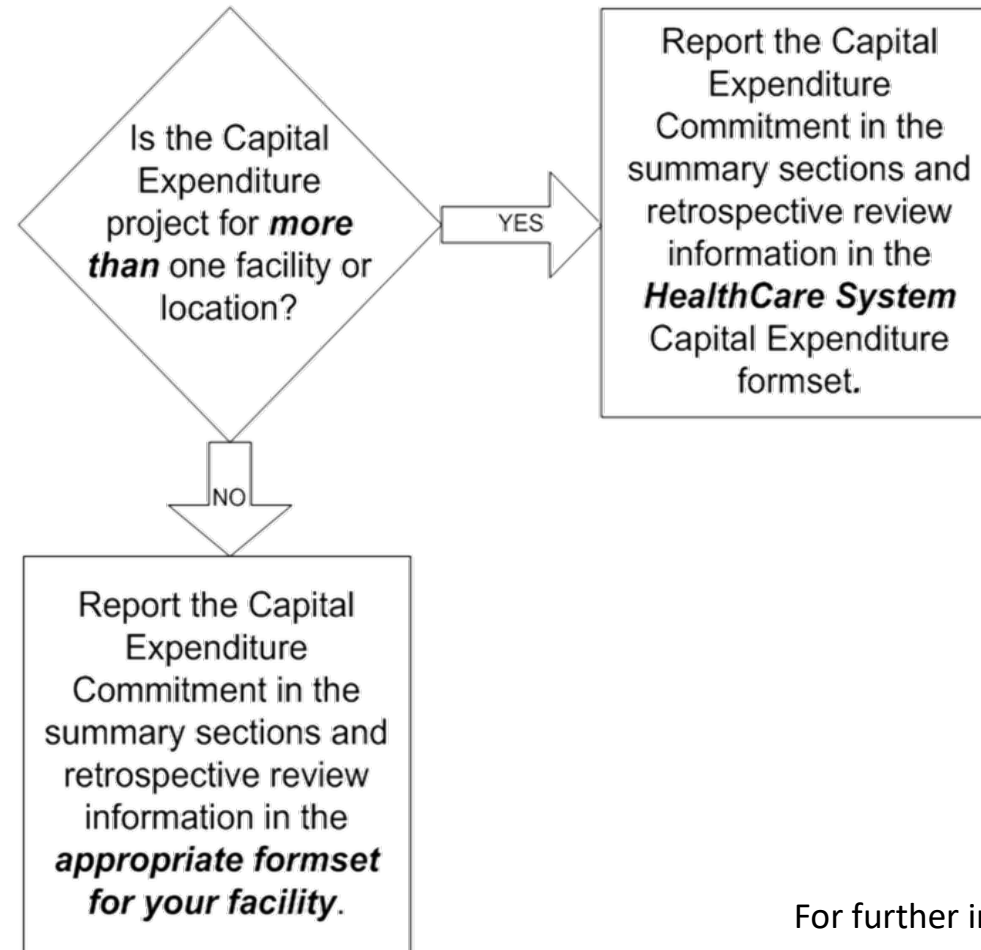 Is the Capital
Expenditure
project for more
than one facility or
location?
YES
Report the Capital
Expenditure
Commitment in the
summary sections and
retrospective review
information in the
HealthCare System
Capital Expenditure
formset.
NO
Report the Capital
Expenditure
Commitment in the
summary sections and
retrospective review
information in the
appropriate formset
for your facility.
For further